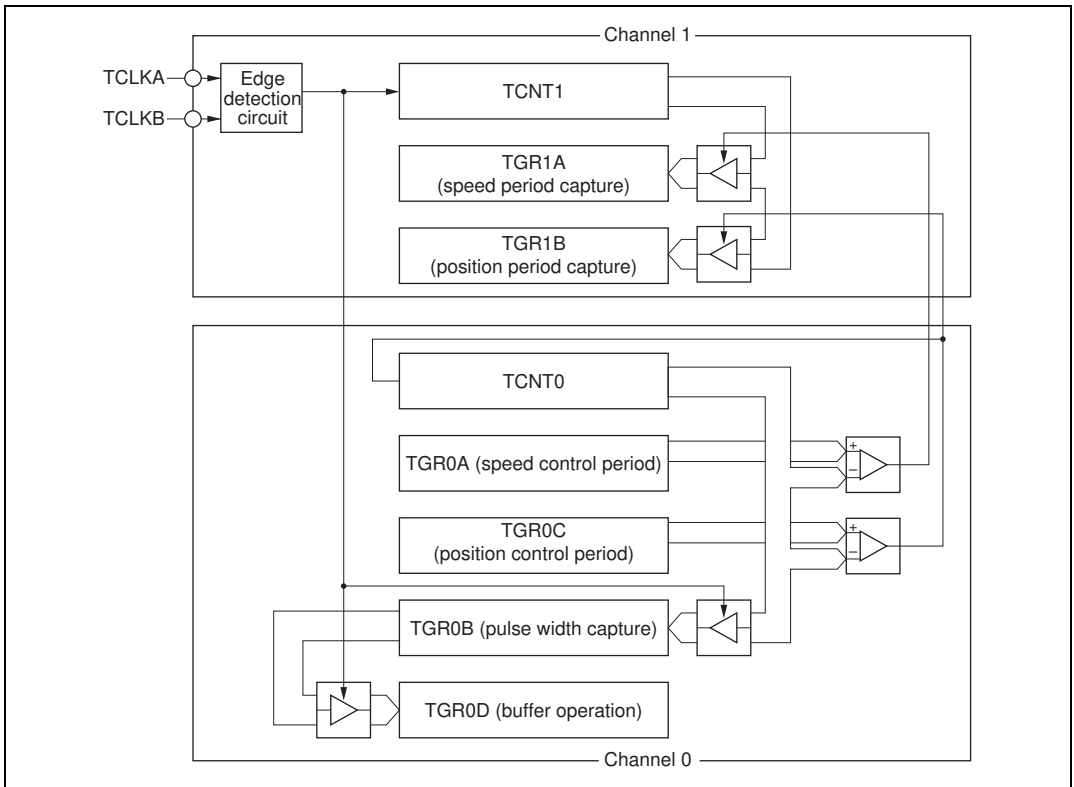 Channel 1
TCLKA
TCLKB
Edge
detection
circuit
TCNT1
TGR1A
(speed period capture)
TGR1B
(position period capture)
TCNT0
TGR0A (speed control period)
+
−
TGR0C
(position control period)
+
−
TGR0B (pulse width capture)
TGR0D (buffer operation)
Channel 0